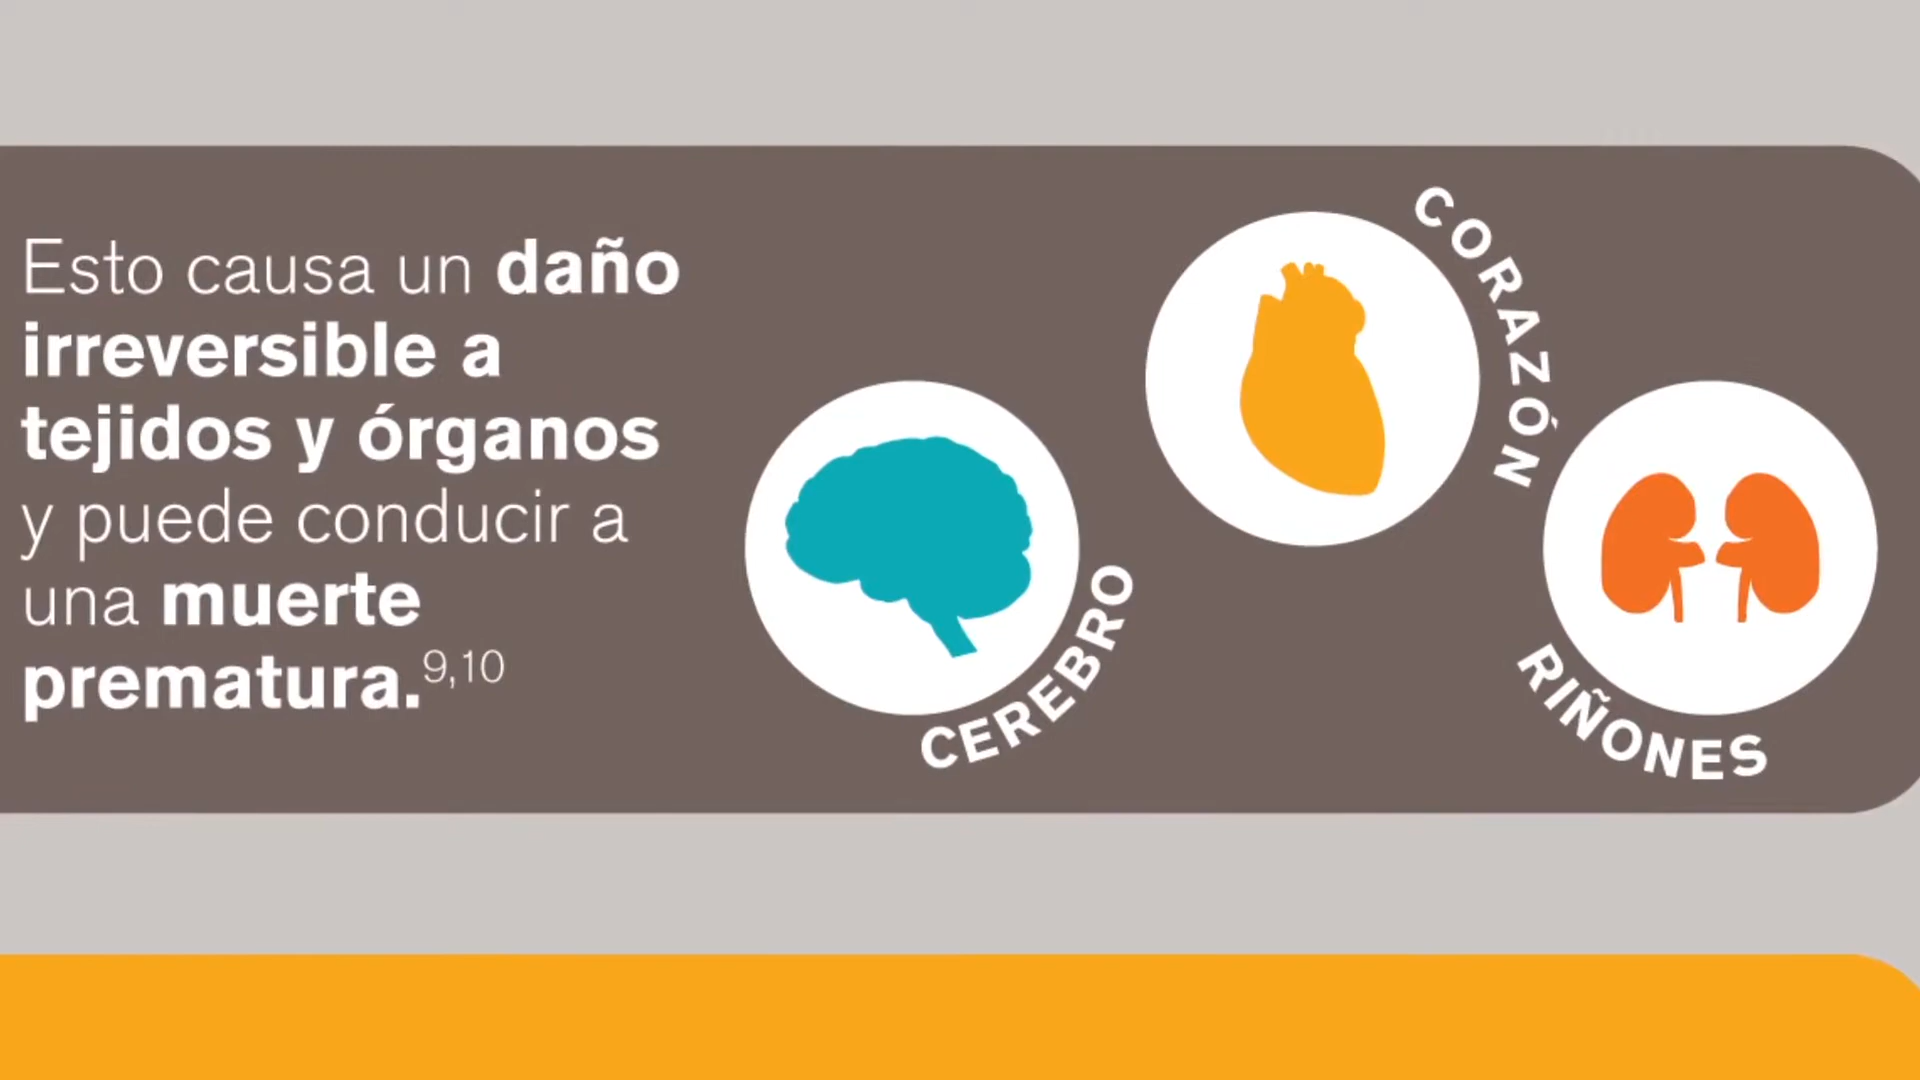 Esto causa un daño
irreversible a
tejidos y órganos
y puede conducir a
una muerte
prematura.9,10
CEREBRO
CORAZÓN
RIÑONES